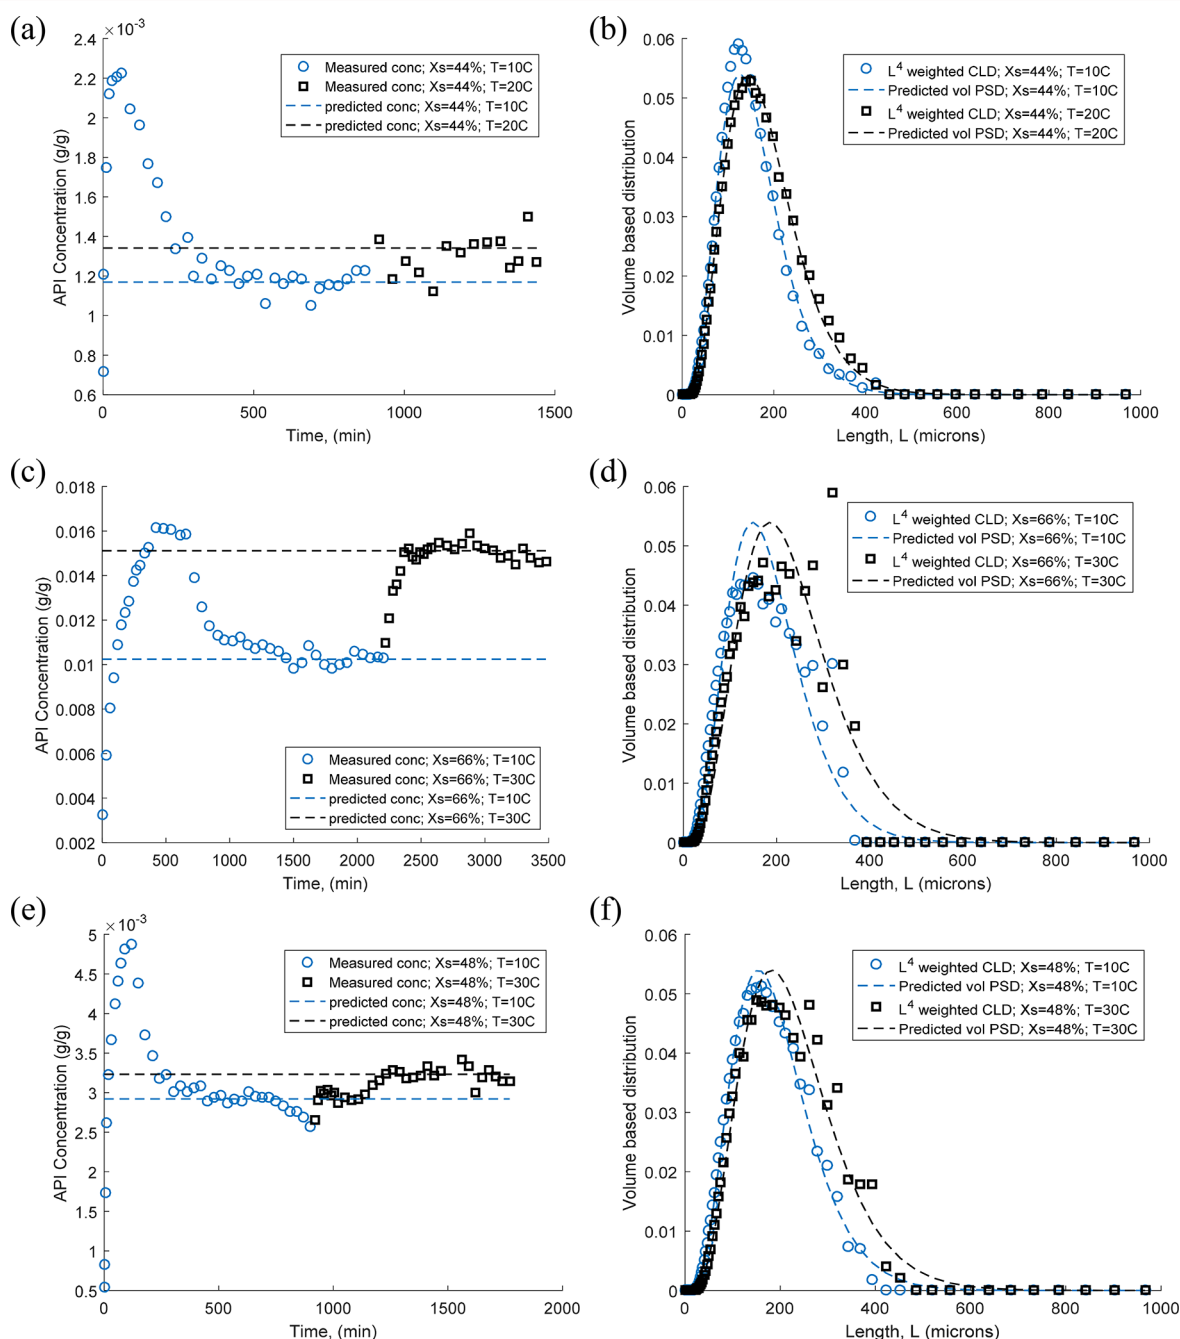 (a)
×10⁻³
2.4
2.2
2
1.8
1.6
1.4
1.2
1
0.8
0.6
0
500
1000
1500
API Concentration (g/g)
Time, (min)
Measured conc; Xs=44%; T=10C
Measured conc; Xs=44%; T=20C
predicted conc; Xs=44%; T=10C
predicted conc; Xs=44%; T=20C
(b)
0.06
0.05
0.04
0.03
0.02
0.01
0
0
200
400
600
800
1000
Volume based distribution
Length, L (microns)
L⁴ weighted CLD; Xs=44%; T=10C
Predicted vol PSD; Xs=44%; T=10C
L⁴ weighted CLD; Xs=44%; T=20C
Predicted vol PSD; Xs=44%; T=20C
(c)
0.018
0.016
0.014
0.012
0.01
0.008
0.006
0.004
0.002
0
500
1000
1500
2000
2500
3000
3500
API Concentration (g/g)
Time, (min)
Measured conc; Xs=66%; T=10C
Measured conc; Xs=66%; T=30C
predicted conc; Xs=66%; T=10C
predicted conc; Xs=66%; T=30C
(d)
0.06
0.05
0.04
0.03
0.02
0.01
0
0
200
400
600
800
1000
Volume based distribution
Length, L (microns)
L⁴ weighted CLD; Xs=66%; T=10C
Predicted vol PSD; Xs=66%; T=10C
L⁴ weighted CLD; Xs=66%; T=30C
Predicted vol PSD; Xs=66%; T=30C
(e)
×10⁻³
5
4.5
4
3.5
3
2.5
2
1.5
1
0.5
0
500
1000
1500
2000
API Concentration (g/g)
Time, (min)
Measured conc; Xs=48%; T=10C
Measured conc; Xs=48%; T=30C
predicted conc; Xs=48%; T=10C
predicted conc; Xs=48%; T=30C
(f)
0.06
0.05
0.04
0.03
0.02
0.01
0
0
200
400
600
800
1000
Volume based distribution
Length, L (microns)
L⁴ weighted CLD; Xs=48%; T=10C
Predicted vol PSD; Xs=48%; T=10C
L⁴ weighted CLD; Xs=48%; T=30C
Predicted vol PSD; Xs=48%; T=30C